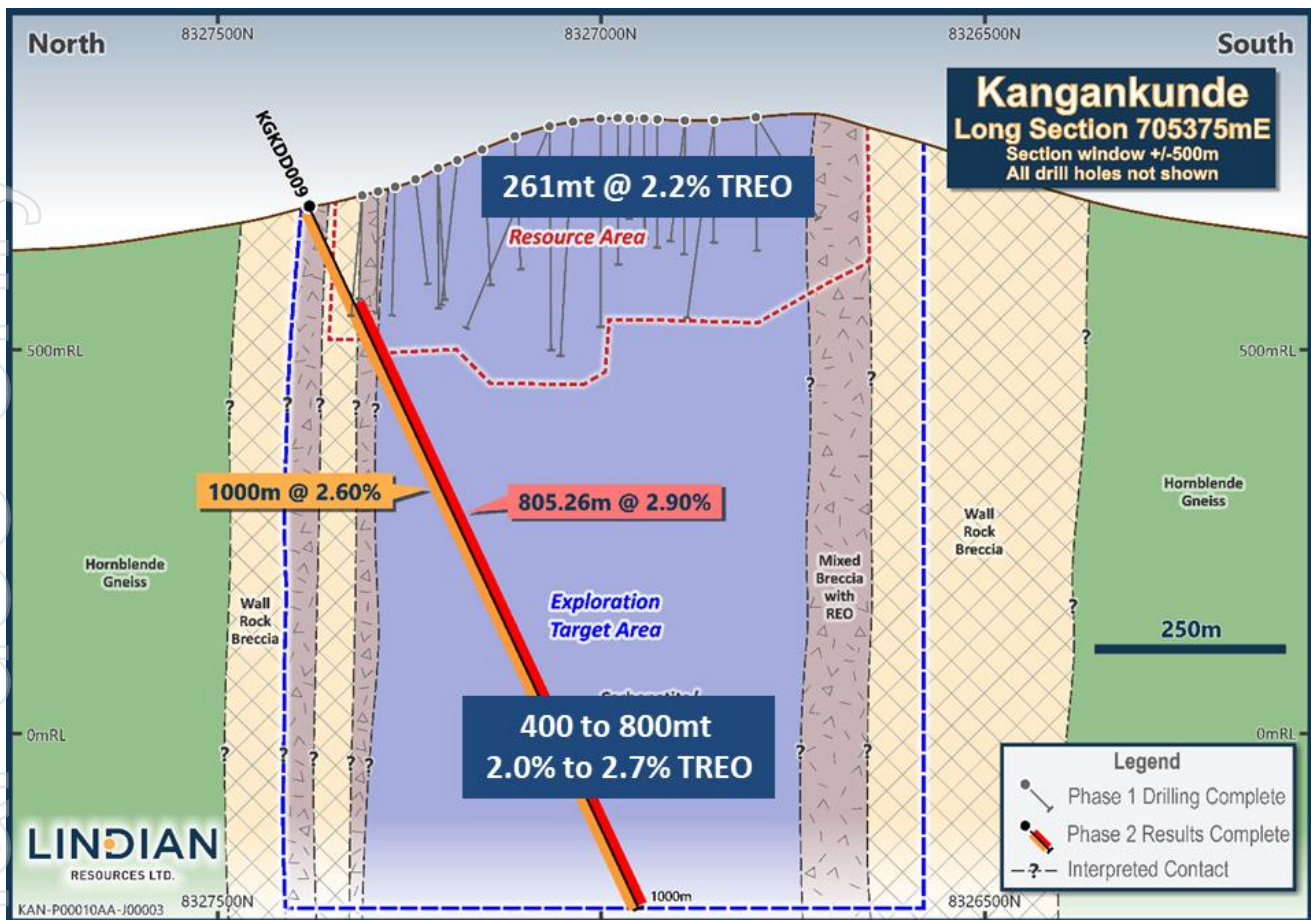 8327500N
8327000N
8326500N
North
South
Kangankunde
Long Section 705375mE
Section window +/-500m
All drill holes not shown
KGKDD009
261mt @ 2.2% TREO
Resource Area
500mRL
500mRL
? ? ? ? ? ? ? ?
1000m @ 2.60%
805.26m @ 2.90%
Hornblende
Gneiss
Wall
Rock
Breccia
Hornblende
Gneiss
Wall
Rock
Breccia
Mixed
Breccia
with
REO
Exploration
Target Area
250m
400 to 800mt
2.0% to 2.7% TREO
0mRL
0mRL
? ? ? ? ? ? ? ?
Legend
Phase 1 Drilling Complete
Phase 2 Results Complete
-?- Interpreted Contact
LINDIAN
RESOURCES LTD.
1000m
KAN-P00010AA-J00003
8327500N
8327000N
8326500N